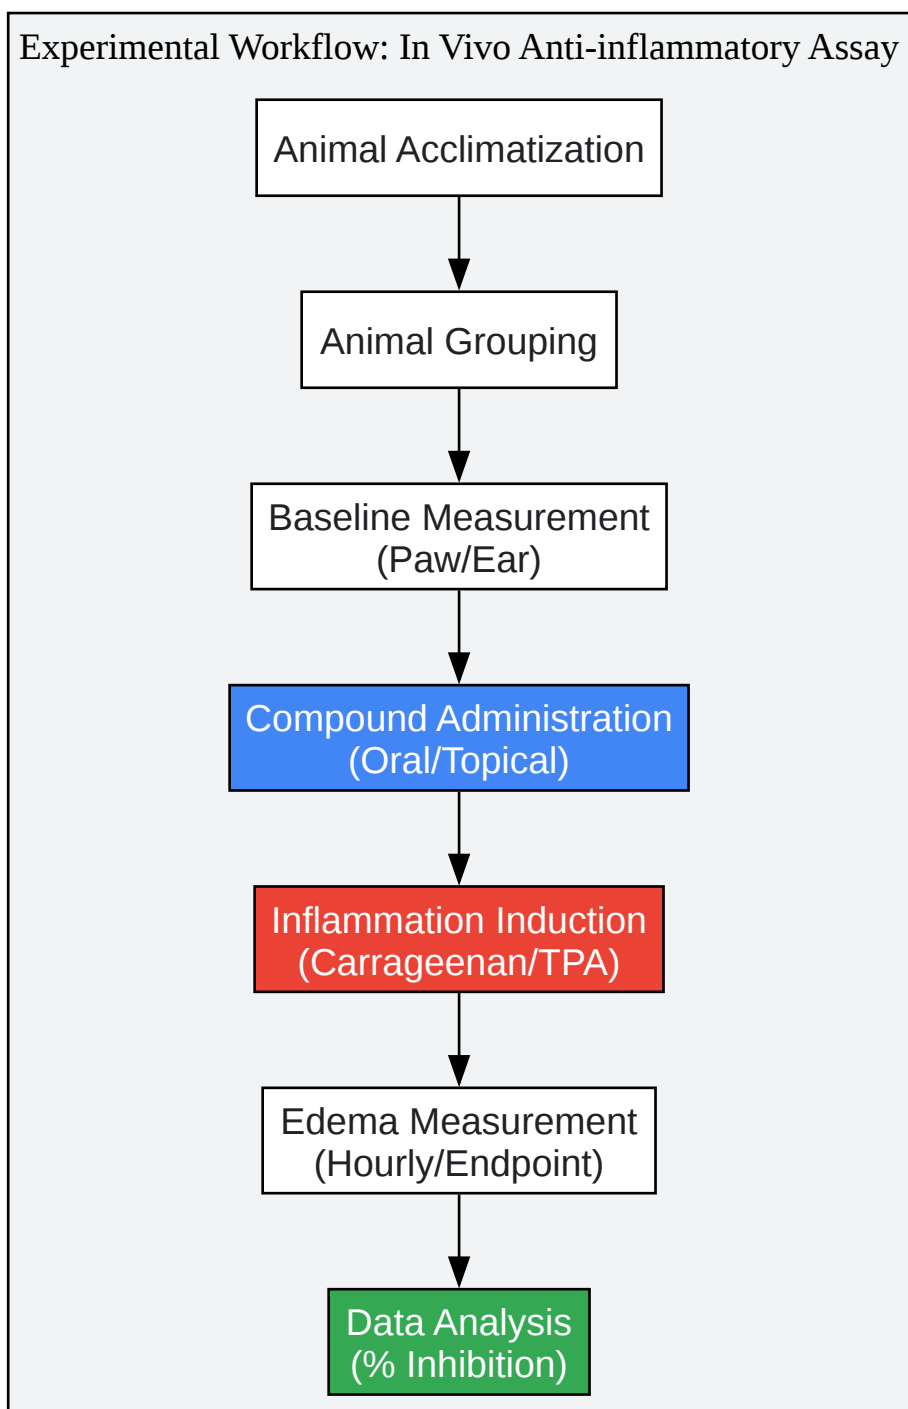 Experimental Workflow: In Vivo Anti-inflammatory Assay
Animal Acclimatization
Animal Grouping
Baseline Measurement
(Paw/Ear)
Compound Administration
(Oral/Topical)
Inflammation Induction
(Carrageenan/TPA)
Edema Measurement
(Hourly/Endpoint)
Data Analysis
(% Inhibition)